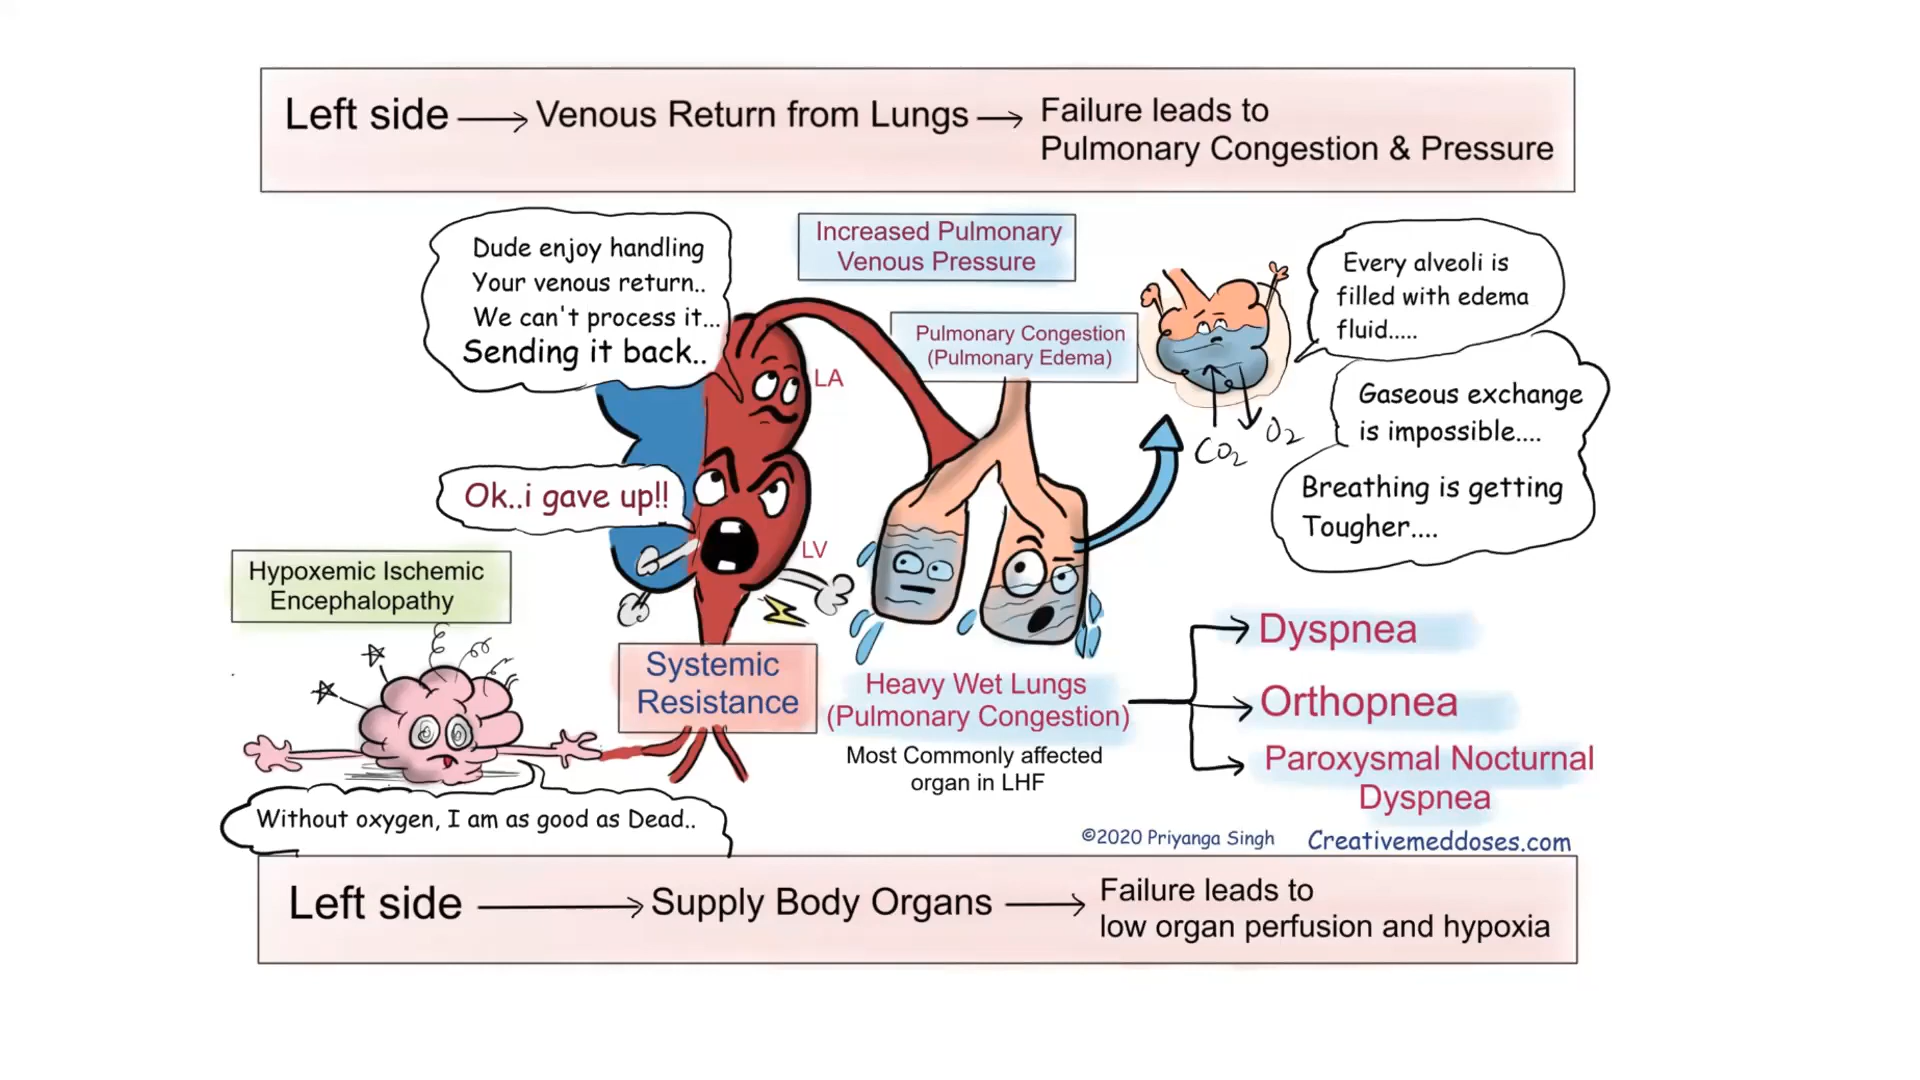 Left side → Venous Return from Lungs → Failure leads to
Pulmonary Congestion & Pressure
Dude enjoy handling
Your venous return..
We can't process it...
Sending it back..
Increased Pulmonary
Venous Pressure
Pulmonary Congestion
(Pulmonary Edema)
Every alveoli is
filled with edema
fluid.....
LA
Gaseous exchange
is impossible....
CO2
O2
Breathing is getting
Tougher....
Ok..i gave up!!
LV
Hypoxemic Ischemic
Encephalopathy
Systemic
Resistance
Heavy Wet Lungs
(Pulmonary Congestion)
Most Commonly affected
organ in LHF
Dyspnea
Orthopnea
Paroxysmal Nocturnal
Dyspnea
Without oxygen, I am as good as Dead..
©2020 Priyanga Singh
Creativemeddoses.com
Left side → Supply Body Organs → Failure leads to
low organ perfusion and hypoxia